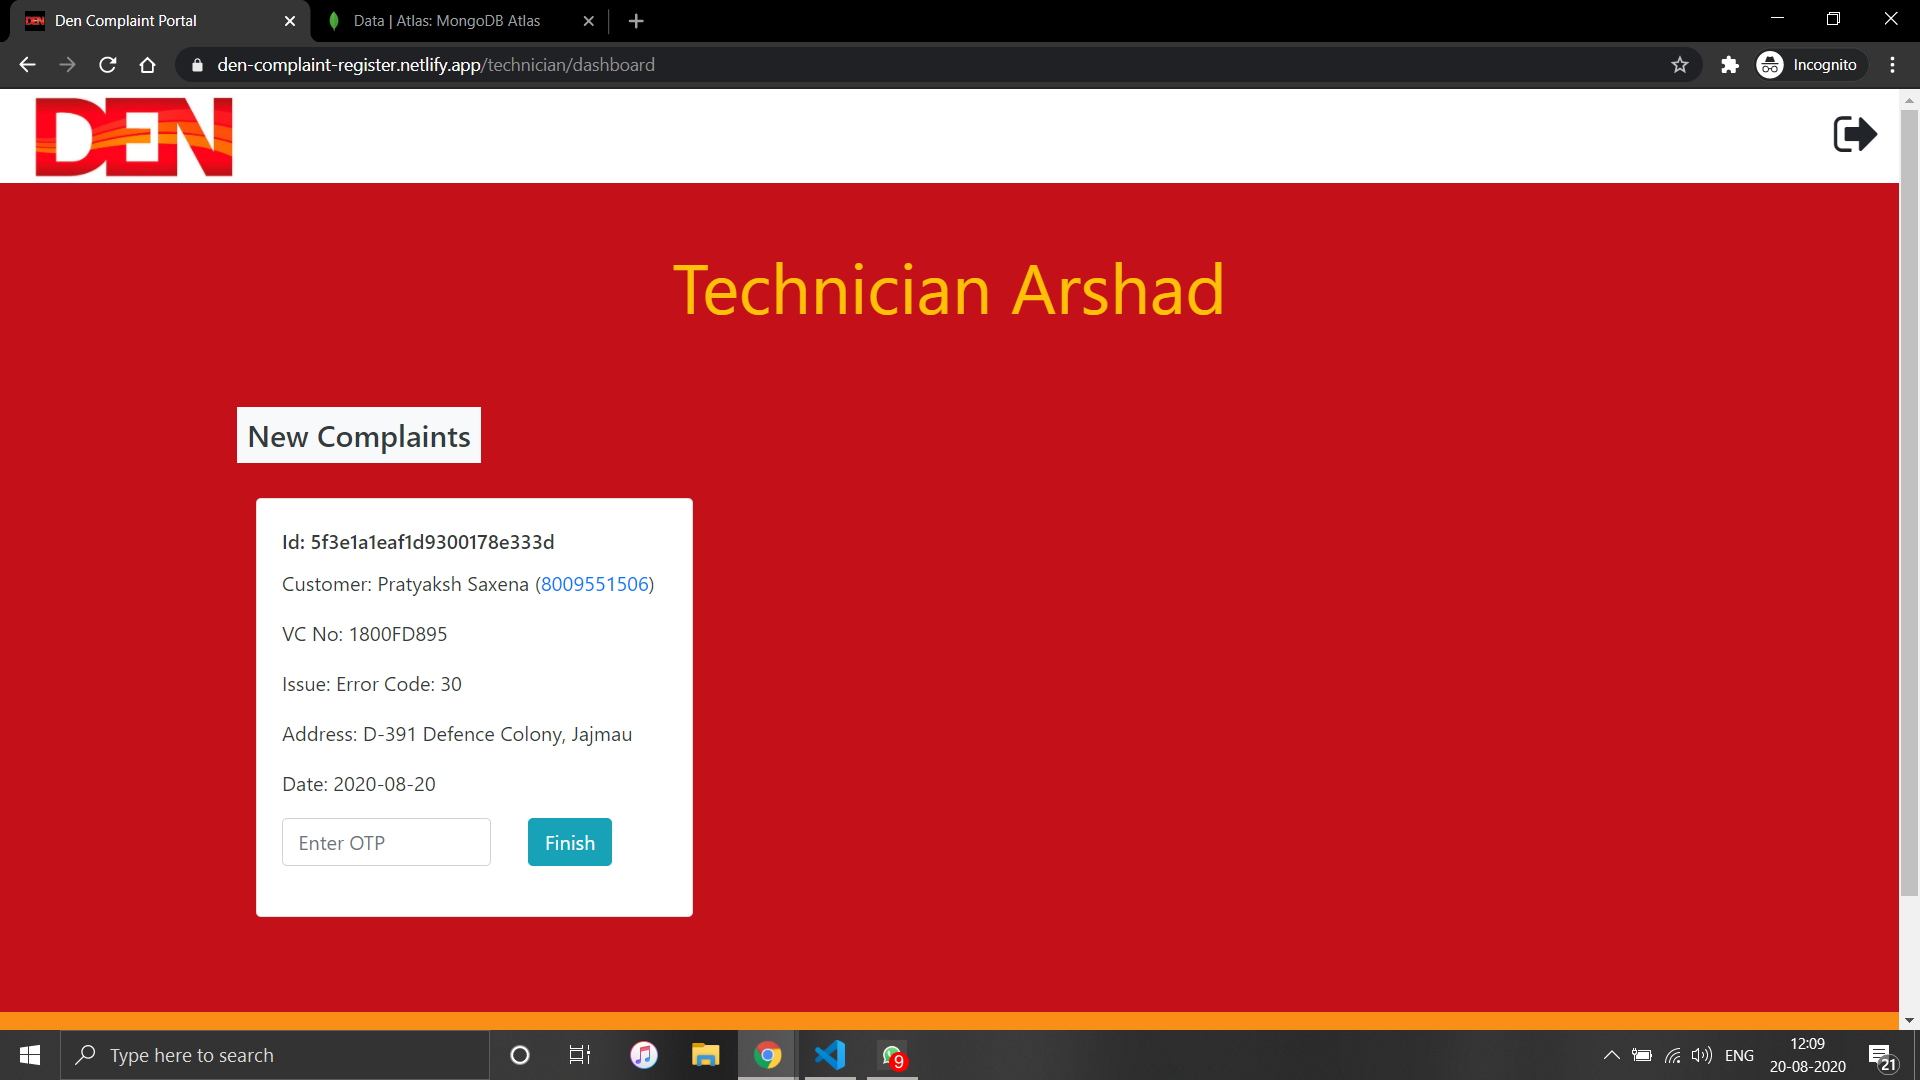 Den Complaint Portal
Data | Atlas: MongoDB Atlas
den-complaint-register.netlify.app/technician/dashboard
Incognito
DEN
Technician Arshad
New Complaints
Id: 5f3e1a1eaf1d9300178e333d
Customer: Pratyaksh Saxena (8009551506)
VC No: 1800FD895
Issue: Error Code: 30
Address: D-391 Defence Colony, Jajmau
Date: 2020-08-20
Enter OTP
Finish
Type here to search
9
ENG
12:09
20-08-2020
21